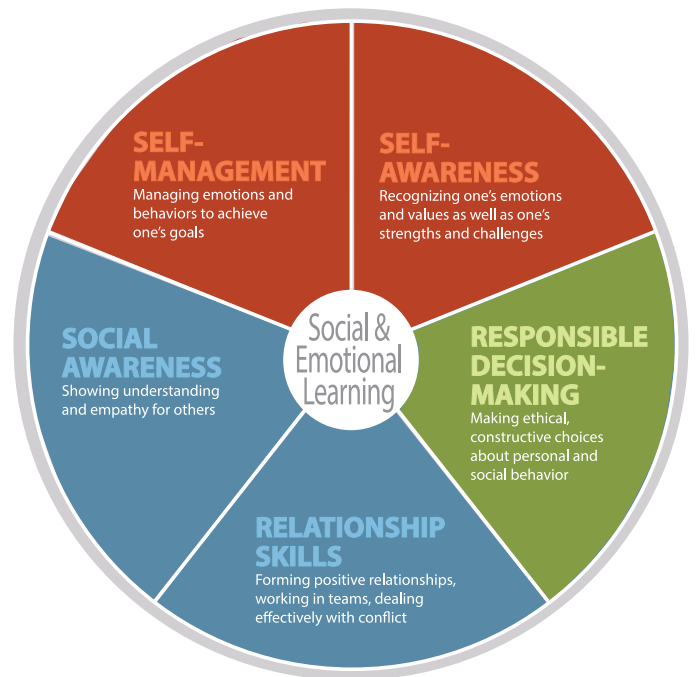 SELF-
MANAGEMENT
Managing emotions and
behaviors to achieve
one's goals
SELF-
AWARENESS
Recognizing one's emotions
and values as well as one's
strengths and challenges
SOCIAL
AWARENESS
Showing understanding
and empathy for others
Social &
Emotional
Learning
RESPONSIBLE
DECISION-
MAKING
Making ethical,
constructive choices
about personal and
social behavior
RELATIONSHIP
SKILLS
Forming positive relationships,
working in teams, dealing
effectively with conflict